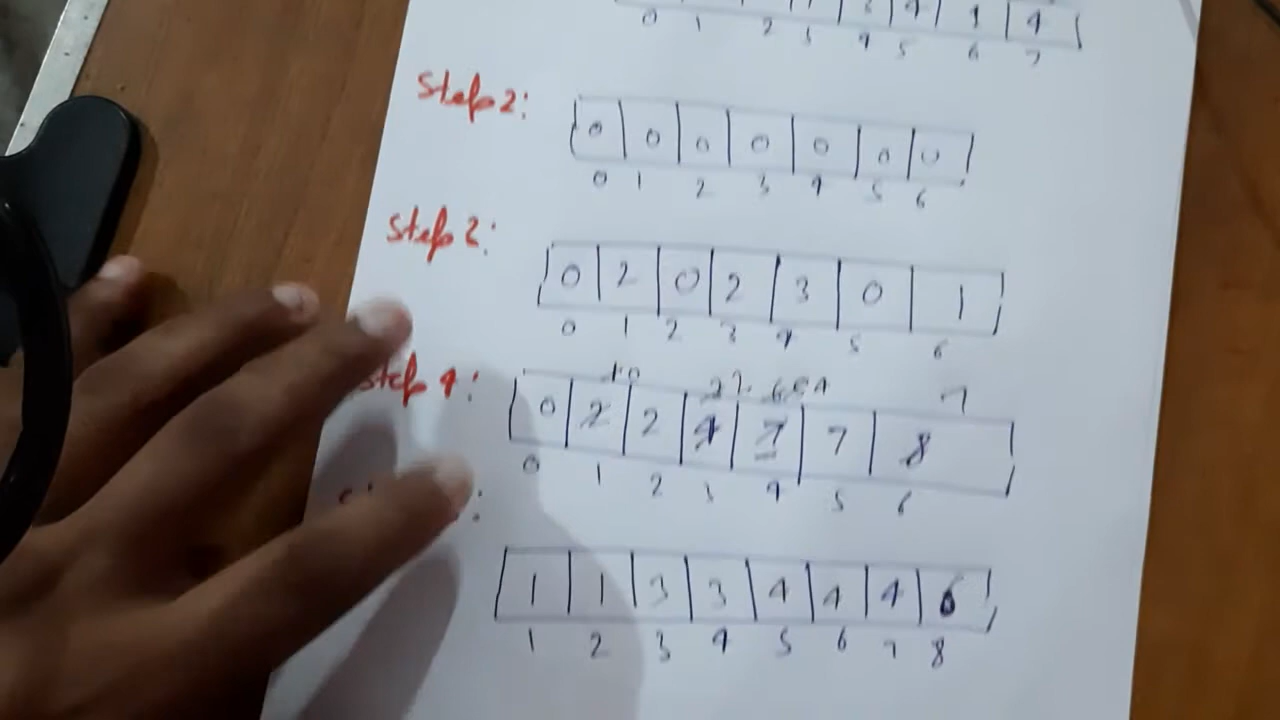 0 1 2 3 4 5 6 7
Step 2:
0 0 0 0 0 0 0
0 1 2 3 4 5 6
Step 2:
0 2 0 2 3 0 1
0 1 2 3 4 5 6
Step 4:
0 2 2 4 7 7 8
0 1 2 3 4 5 6
1 1 3 3 4 4 4 6
1 2 3 4 5 6 7 8